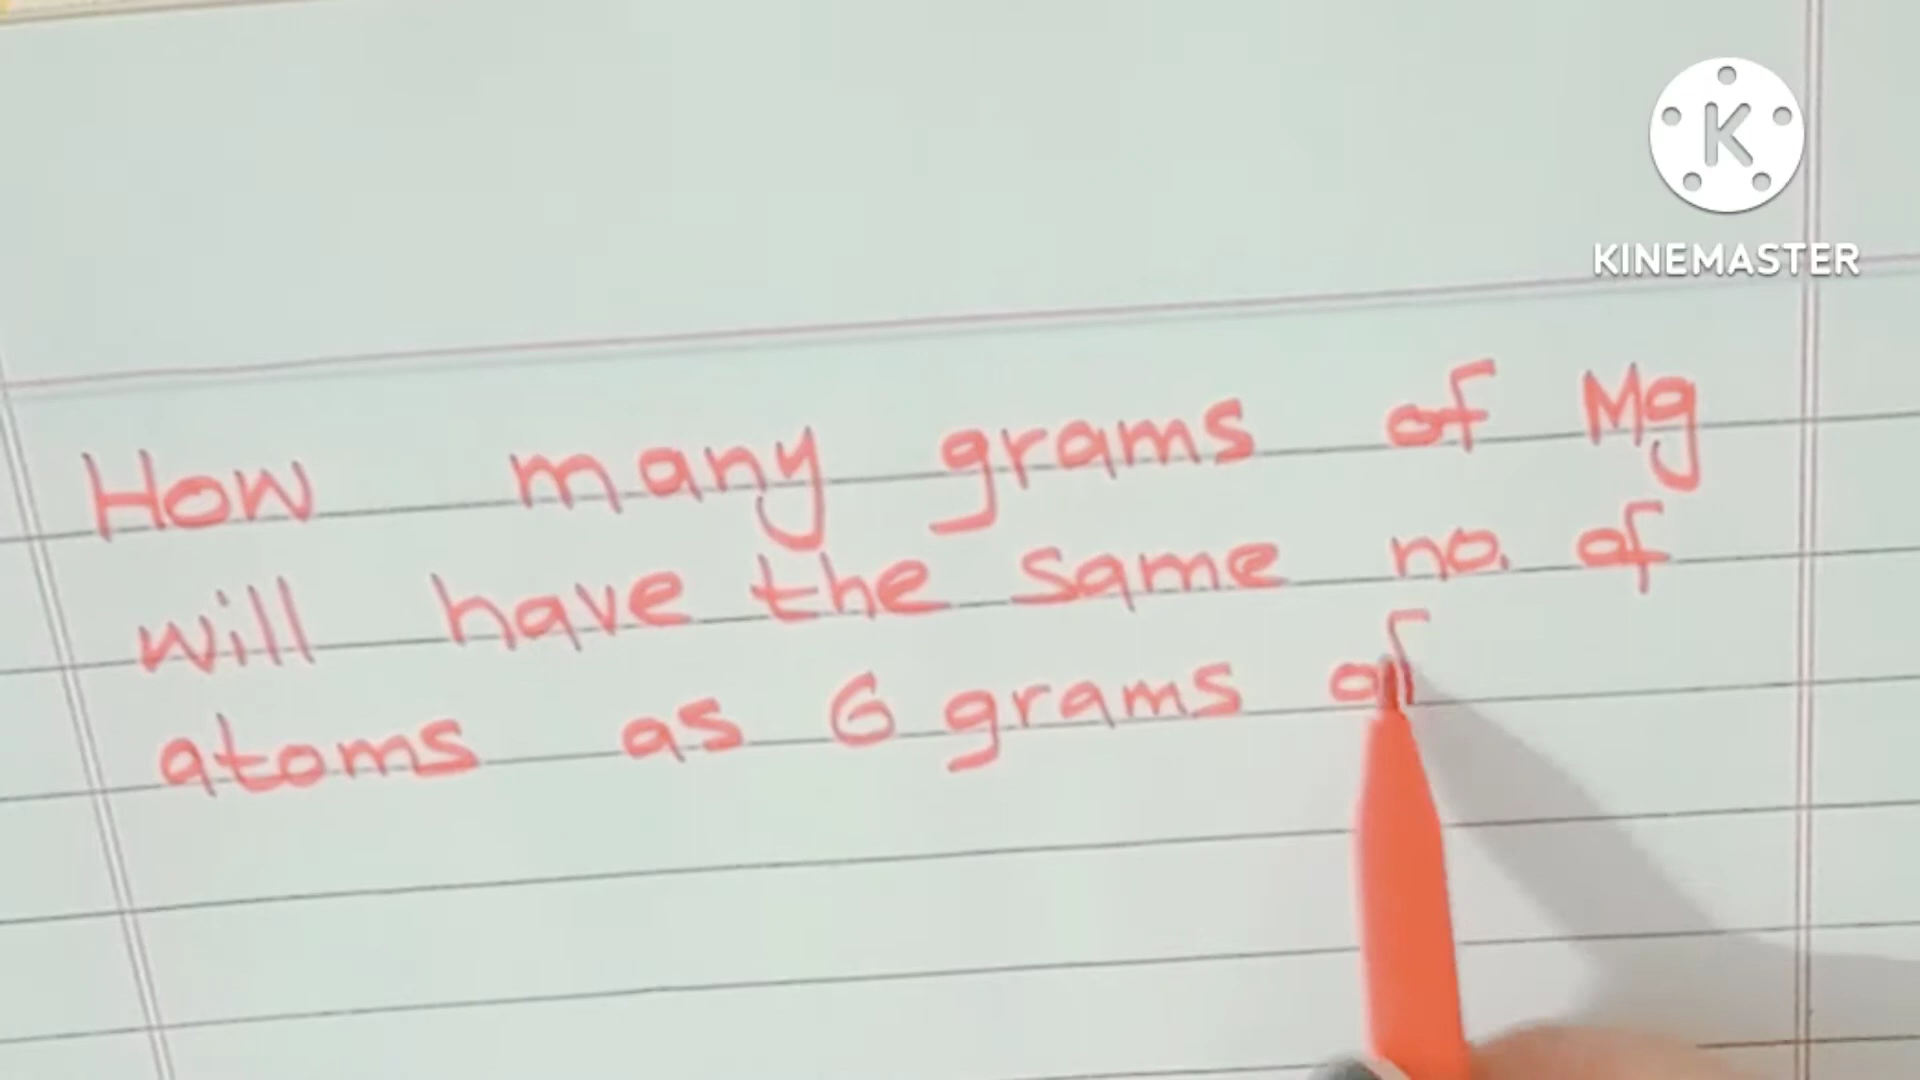 K
KINEMASTER
How many grams of Mg
will have the same no. of
atoms as 6 grams of